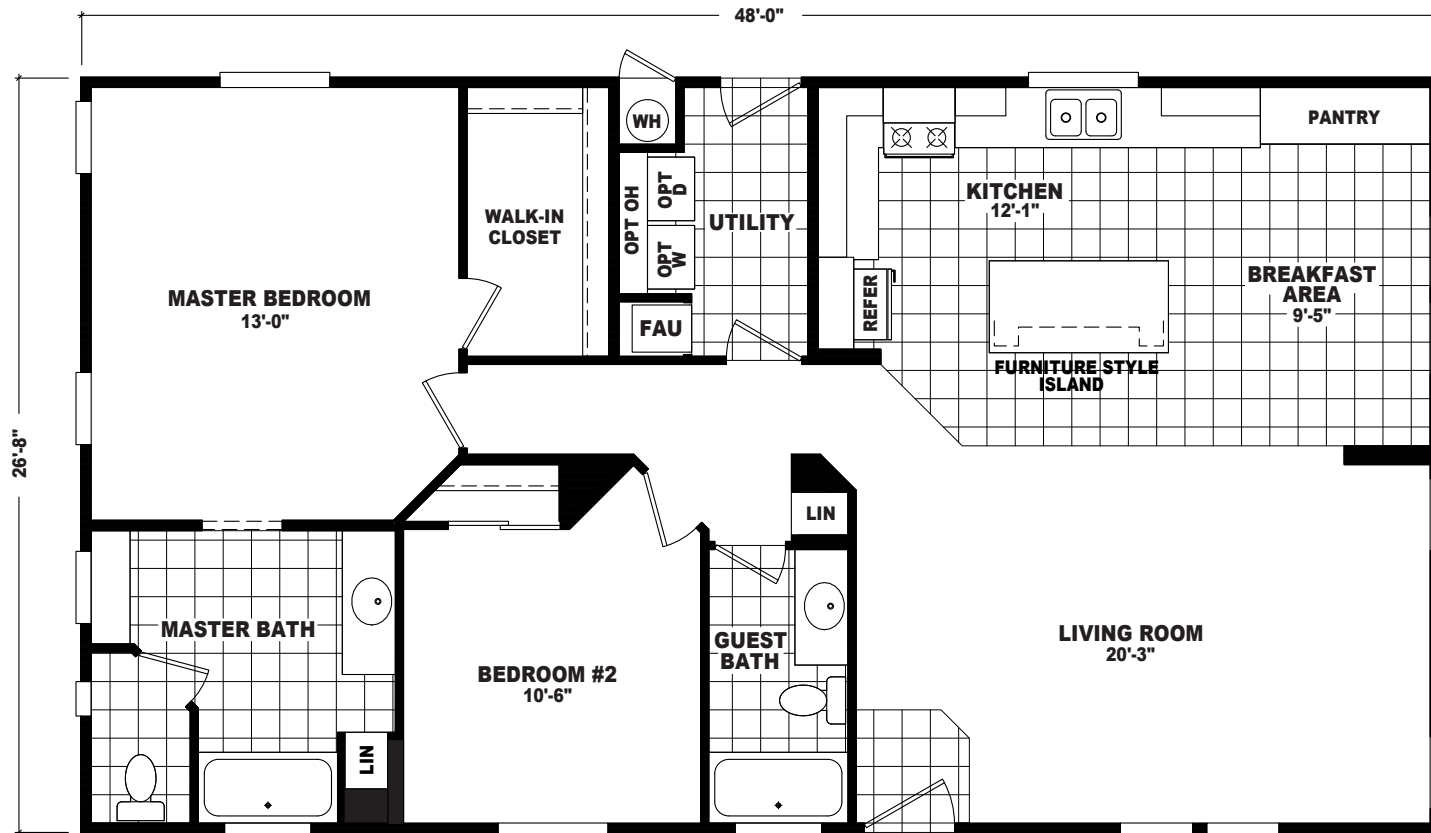 48'-0"
26'-8"
MASTER BEDROOM
13'-0"
WALK-IN
CLOSET
WH
OPT OH
OPT
D
OPT
W
FAU
UTILITY
KITCHEN
12'-1"
PANTRY
REFER
BREAKFAST
AREA
9'-5"
FURNITURE STYLE
ISLAND
MASTER BATH
LIN
BEDROOM #2
10'-6"
GUEST
BATH
LIN
LIVING ROOM
20'-3"